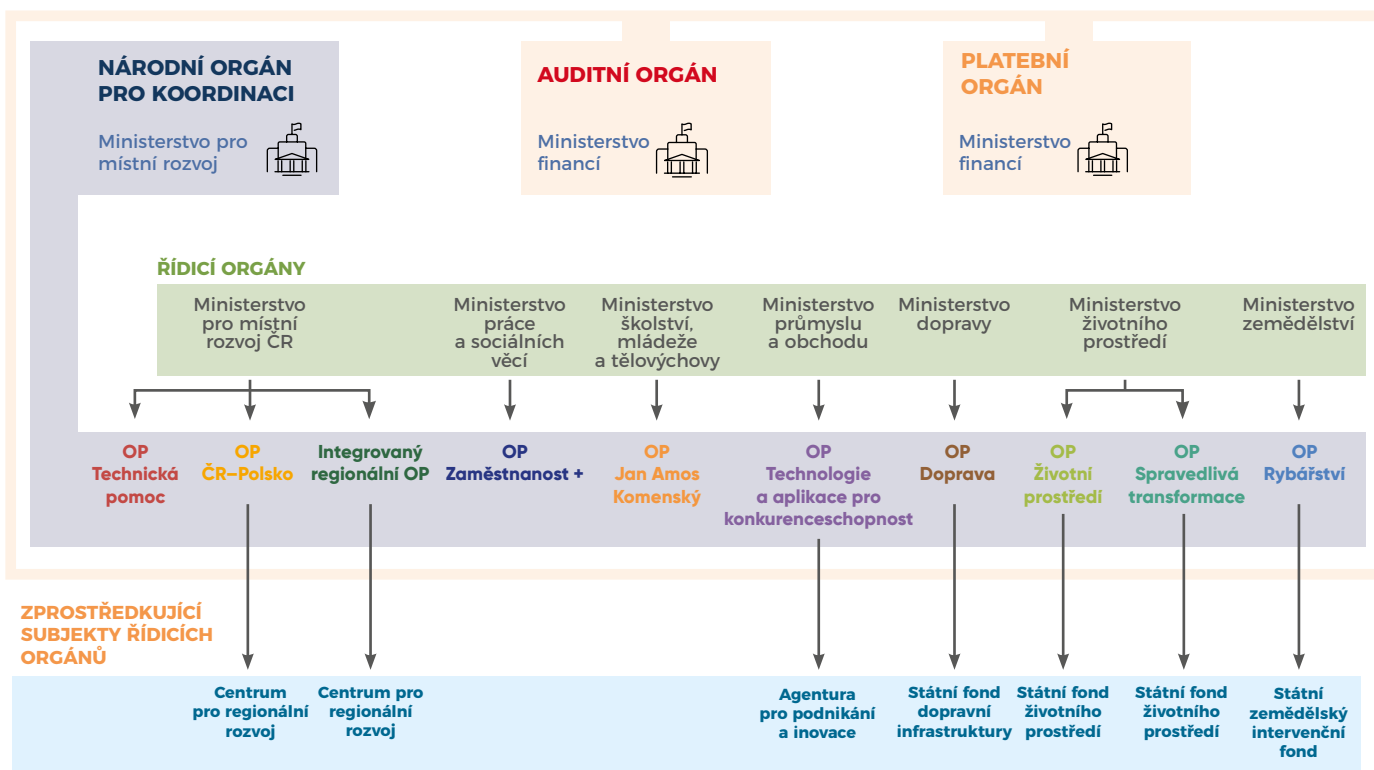 NÁRODNÍ ORGÁN
PRO KOORDINACI
Ministerstvo pro
místní rozvoj
AUDITNÍ ORGÁN
Ministerstvo
financí
PLATEBNÍ
ORGÁN
Ministerstvo
financí
ŘÍDICÍ ORGÁNY
Ministerstvo
pro místní
rozvoj ČR
Ministerstvo
práce
a sociálních
věcí
Ministerstvo
školství,
mládeže
a tělovýchovy
Ministerstvo
průmyslu
a obchodu
Ministerstvo
dopravy
Ministerstvo
životního
prostředí
Ministerstvo
zemědělství
OP
Technická
pomoc
OP
ČR–Polsko
Integrovaný
regionální OP
OP
Zaměstnanost +
OP
Jan Amos
Komenský
OP
Technologie
a aplikace pro
konkurenceschopnost
OP
Doprava
OP
Životní
prostředí
OP
Spravedlivá
transformace
OP
Rybářství
ZPROSTŘEDKUJÍCÍ
SUBJEKTY ŘÍDICÍCH
ORGÁNŮ
Centrum
pro regionální
rozvoj
Centrum pro
regionální
rozvoj
Agentura
pro podnikání
a inovace
Státní fond
dopravní
infrastruktury
Státní fond
životního
prostředí
Státní fond
životního
prostředí
Státní
zemědělský
intervenční
fond